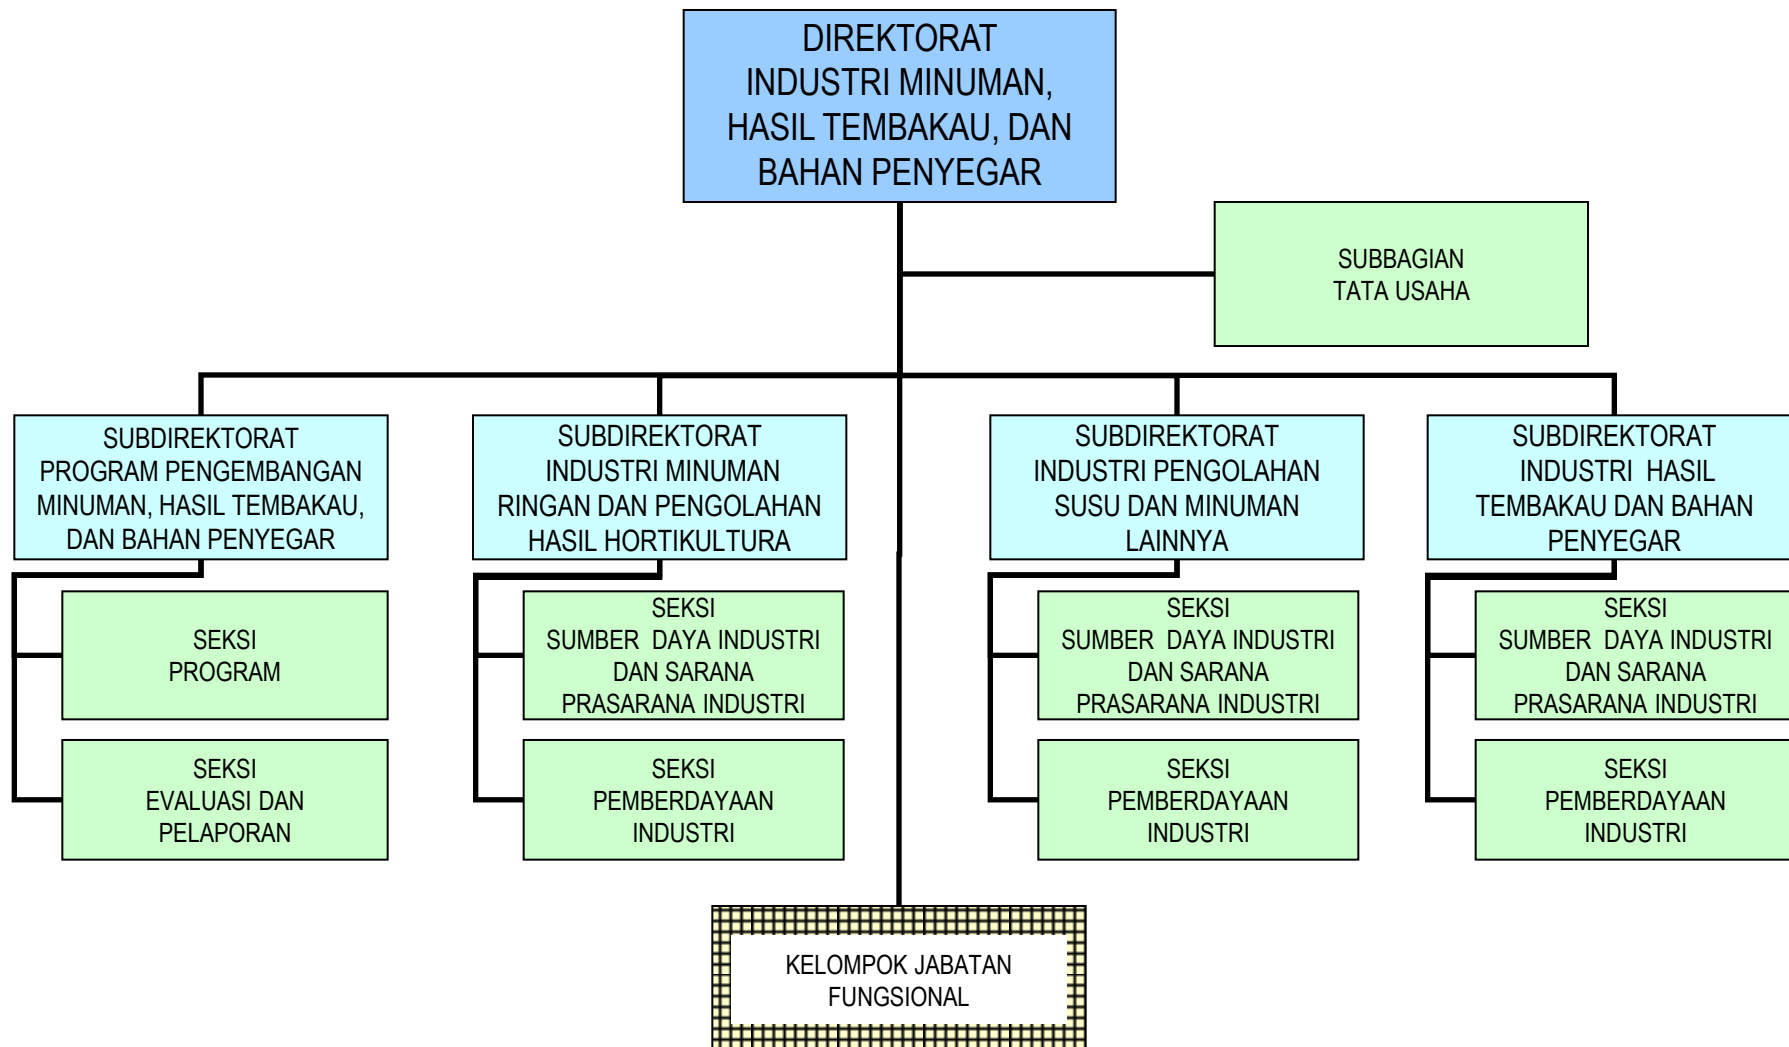 DIREKTORAT
INDUSTRI MINUMAN,
HASIL TEMBAKAU, DAN
BAHAN PENYEGAR
SUBBAGIAN
TATA USAHA
SUBDIREKTORAT
PROGRAM PENGEMBANGAN
MINUMAN, HASIL TEMBAKAU,
DAN BAHAN PENYEGAR
SUBDIREKTORAT
INDUSTRI MINUMAN
RINGAN DAN PENGOLAHAN
HASIL HORTIKULTURA
SUBDIREKTORAT
INDUSTRI PENGOLAHAN
SUSU DAN MINUMAN
LAINNYA
SUBDIREKTORAT
INDUSTRI HASIL
TEMBAKAU DAN BAHAN
PENYEGAR
SEKSI
PROGRAM
SEKSI
SUMBER DAYA INDUSTRI
DAN SARANA
PRASARANA INDUSTRI
SEKSI
SUMBER DAYA INDUSTRI
DAN SARANA
PRASARANA INDUSTRI
SEKSI
SUMBER DAYA INDUSTRI
DAN SARANA
PRASARANA INDUSTRI
SEKSI
EVALUASI DAN
PELAPORAN
SEKSI
PEMBERDAYAAN
INDUSTRI
SEKSI
PEMBERDAYAAN
INDUSTRI
SEKSI
PEMBERDAYAAN
INDUSTRI
KELOMPOK JABATAN
FUNGSIONAL